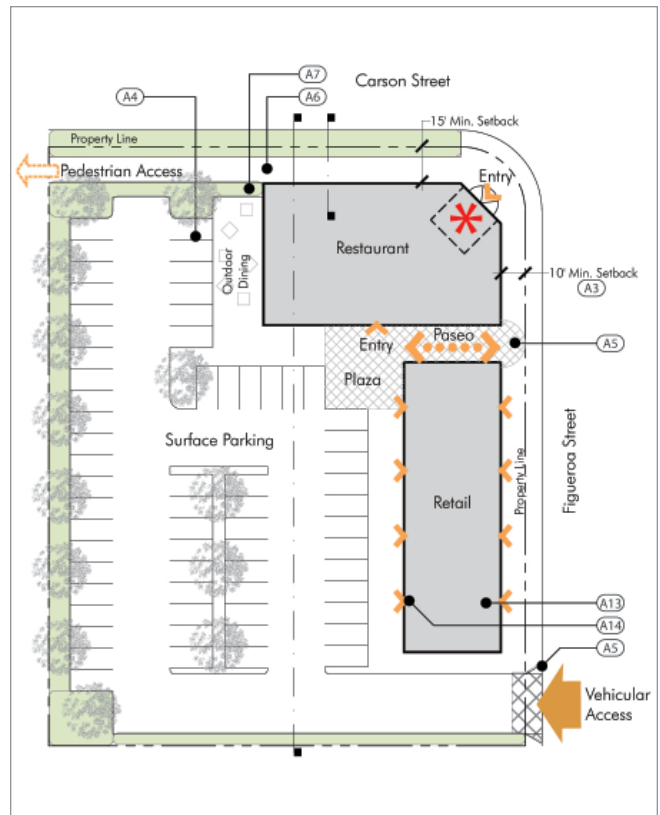 Carson Street
A7
A4
A6
15' Min. Setback
Property Line
Pedestrian Access
Entry
Restaurant
Outdoor
Dining
10' Min. Setback
A3
Paseo
A5
Entry
Plaza
Surface Parking
Property Line
Figueroa Street
Retail
A13
A14
A5
Vehicular
Access